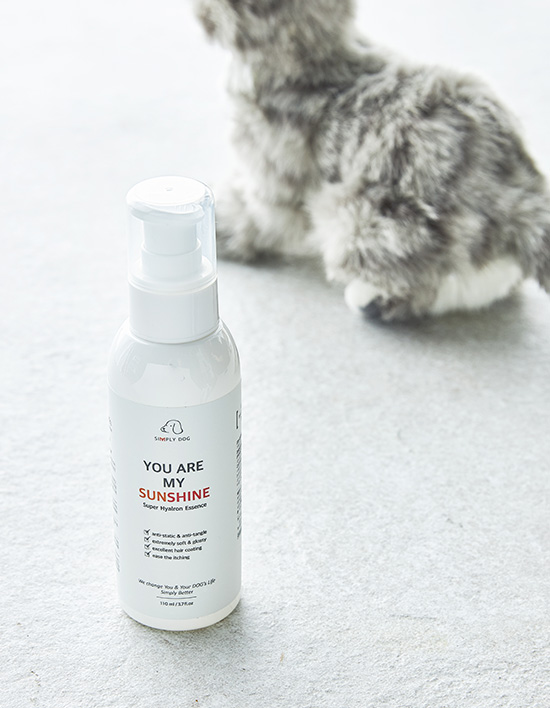 SIMPLY DOG
YOU ARE
MY
SUNSHINE
Super Hyalron Essence
anti-static & anti-tangle
extremely soft & glossy
excellent hair coating
ease the itching
We change You & Your DOG's Life
Simply Better
110 ml / 3.7fl.oz